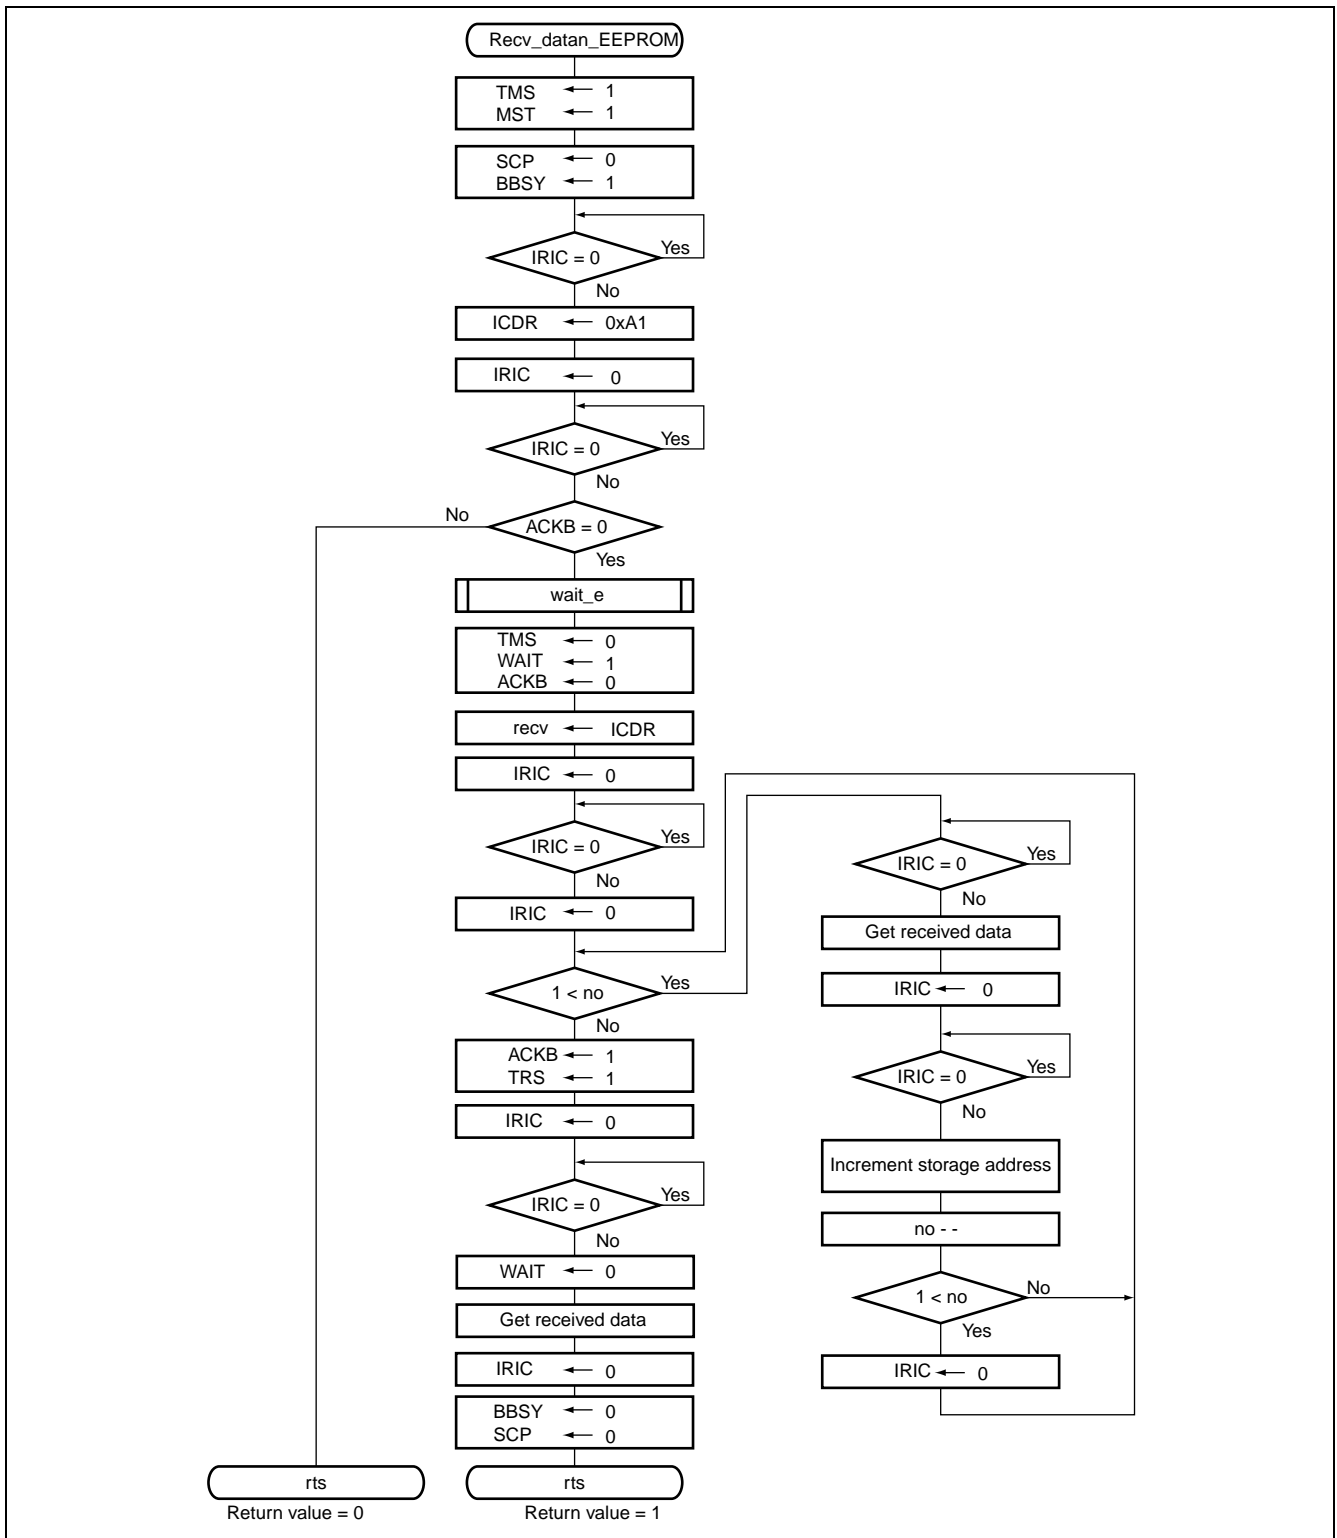 Recv_datan_EEPROM
TMS ← 1
MST ← 1
SCP ← 0
BBSY ← 1
IRIC = 0
Yes
No
ICDR ← 0xA1
IRIC ← 0
IRIC = 0
Yes
No
ACKB = 0
No
Yes
wait_e
TMS ← 0
WAIT ← 1
ACKB ← 0
recv ← ICDR
IRIC ← 0
IRIC = 0
Yes
No
IRIC ← 0
1 < no
Yes
No
ACKB ← 1
TRS ← 1
IRIC ← 0
IRIC = 0
Yes
No
WAIT ← 0
Get received data
IRIC ← 0
BBSY ← 0
SCP ← 0
rts
Return value = 1
IRIC = 0
Yes
No
Get received data
IRIC ← 0
IRIC = 0
Yes
No
Increment storage address
no - -
1 < no
No
Yes
IRIC ← 0
rts
Return value = 0